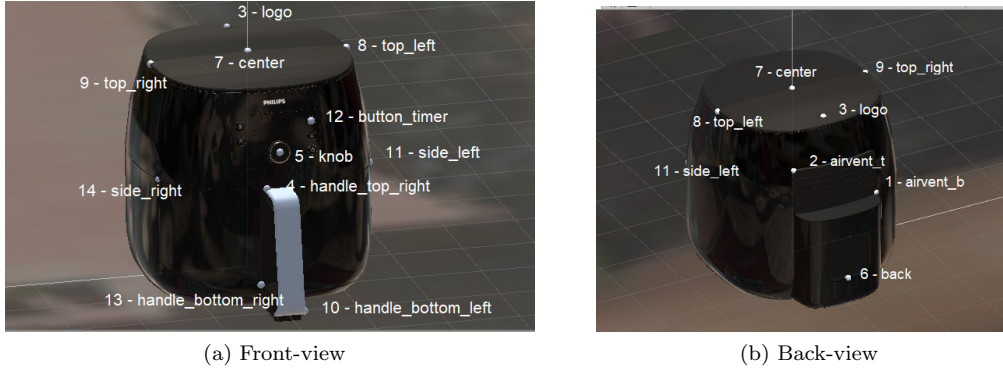 3 - logo
8 - top_left
7 - center
9 - top_right
PHILIPS
12 - button_timer
5 - knob
11 - side_left
14 - side_right
4 - handle_top_right
13 - handle_bottom_right
10 - handle_bottom_left
(a) Front-view
7 - center
9 - top_right
3 - logo
8 - top_left
2 - airvent_t
11 - side_left
1 - airvent_b
6 - back
(b) Back-view